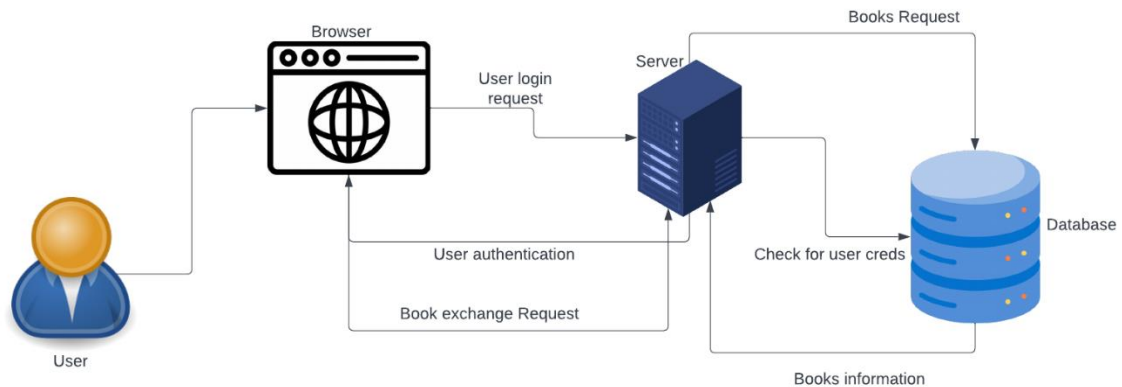 Books Request
Browser
Server
User login
request
Database
User authentication
Check for user creds
Book exchange Request
User
Books information